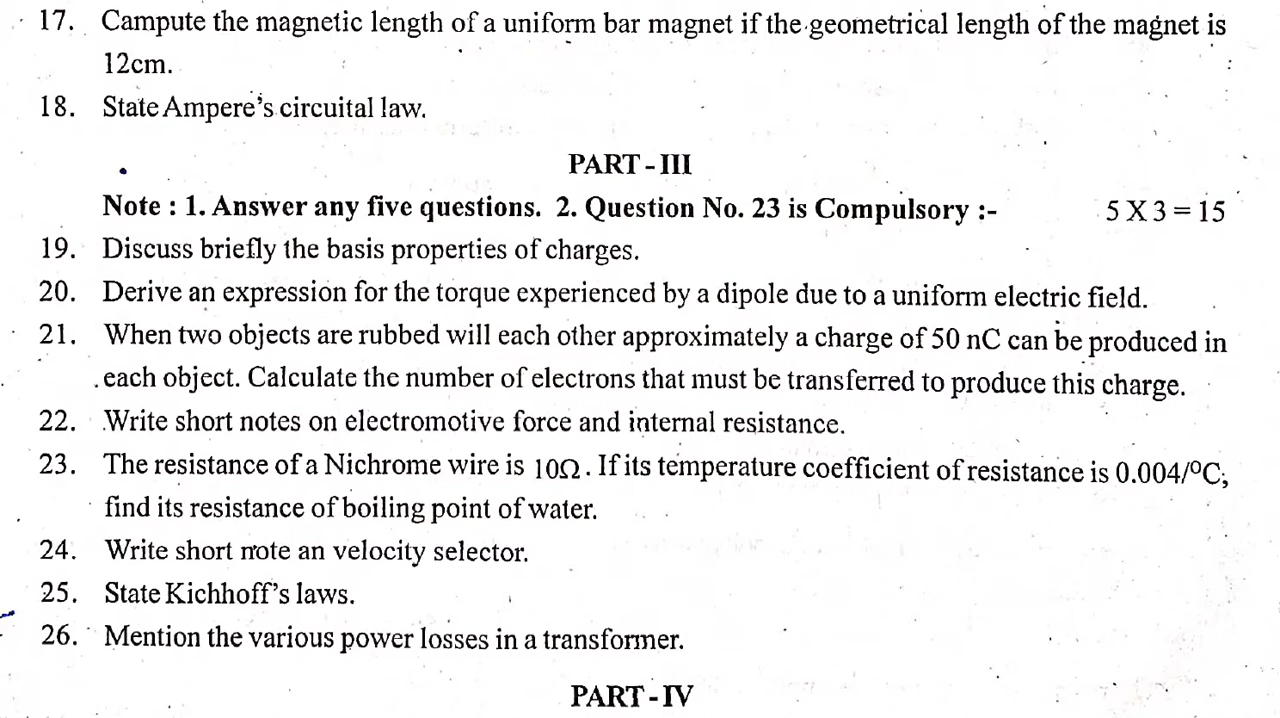 17. Campute the magnetic length of a uniform bar magnet if the geometrical length of the magnet is
12cm.
18. State Ampere's circuital law.
PART - III
Note : 1. Answer any five questions. 2. Question No. 23 is Compulsory :- 5 X 3 = 15
19. Discuss briefly the basis properties of charges.
20. Derive an expression for the torque experienced by a dipole due to a uniform electric field.
21. When two objects are rubbed will each other approximately a charge of 50 nC can be produced in
each object. Calculate the number of electrons that must be transferred to produce this charge.
22. Write short notes on electromotive force and internal resistance.
23. The resistance of a Nichrome wire is 10Ω. If its temperature coefficient of resistance is 0.004/⁰C,
find its resistance of boiling point of water.
24. Write short note an velocity selector.
25. State Kichhoff's laws.
26. Mention the various power losses in a transformer.
PART - IV